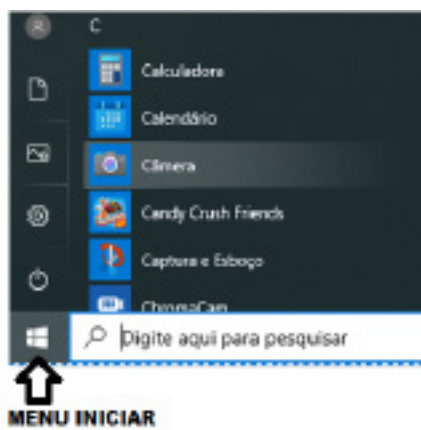 C
Calculadora
Calendário
Câmera
Candy Crush Friends
Captura e Esboço
ChromaCam
Digite aqui para pesquisar
MENU INICIAR